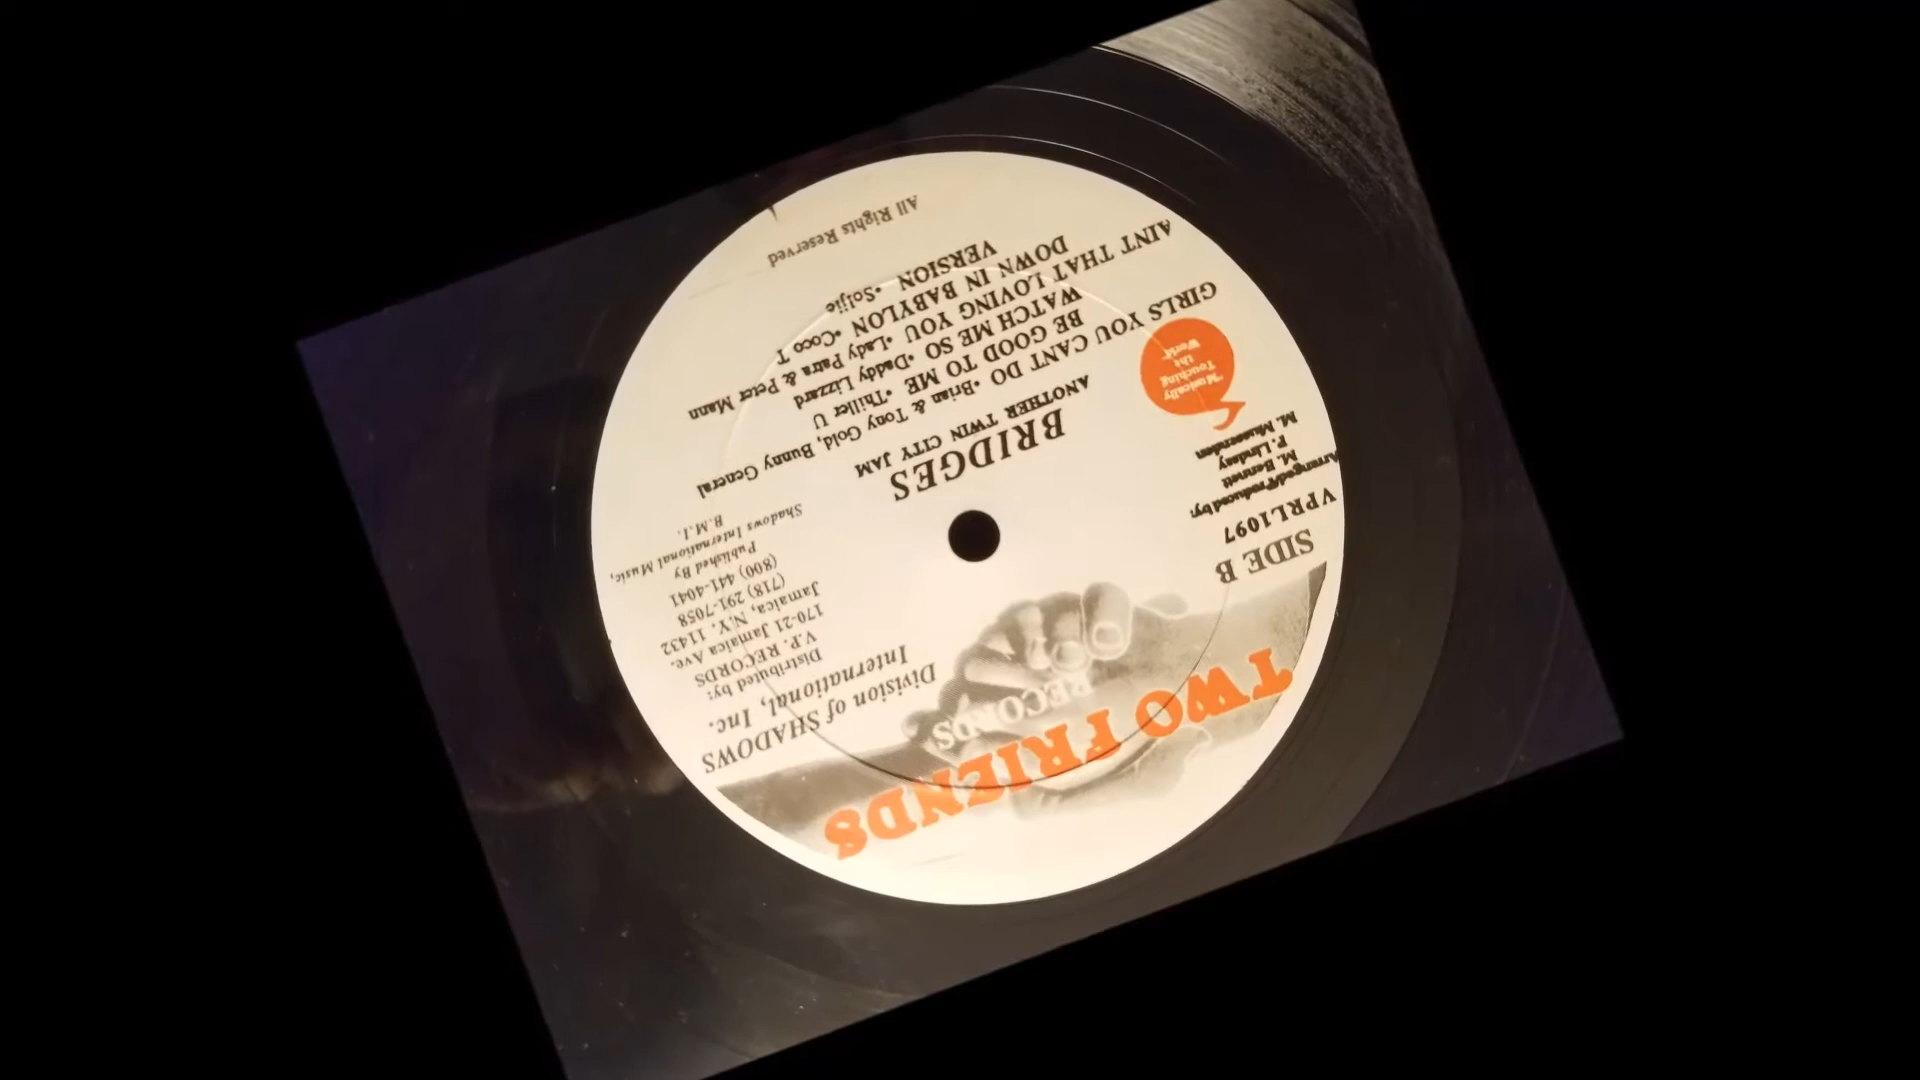 TWO FRIENDS
RECORDS
SIDE B
VPRL1097
Arranged/Produced by:
M. Bennett
F. Lindsay
M. Musserden
"Musically
Touching
the
World"
Division of SHADOWS
International, Inc.
Distributed by:
V.P. RECORDS
170-21 Jamaica Ave.
Jamaica, N.Y. 11432
(718) 291-7058
(800) 441-4041
Published By
Shadows International Music,
B.M.I.
BRIDGES
ANOTHER TWIN CITY JAM
GIRLS YOU CANT DO •Brian & Tony Gold, Bunny General
BE GOOD TO ME •Thiller U
WATCH ME SO •Daddy Lizzard
AINT THAT LOVING YOU •Lady Patra & Peter Mann
DOWN IN BABYLON •Coco T
VERSION •Soljie
All Rights Reserved